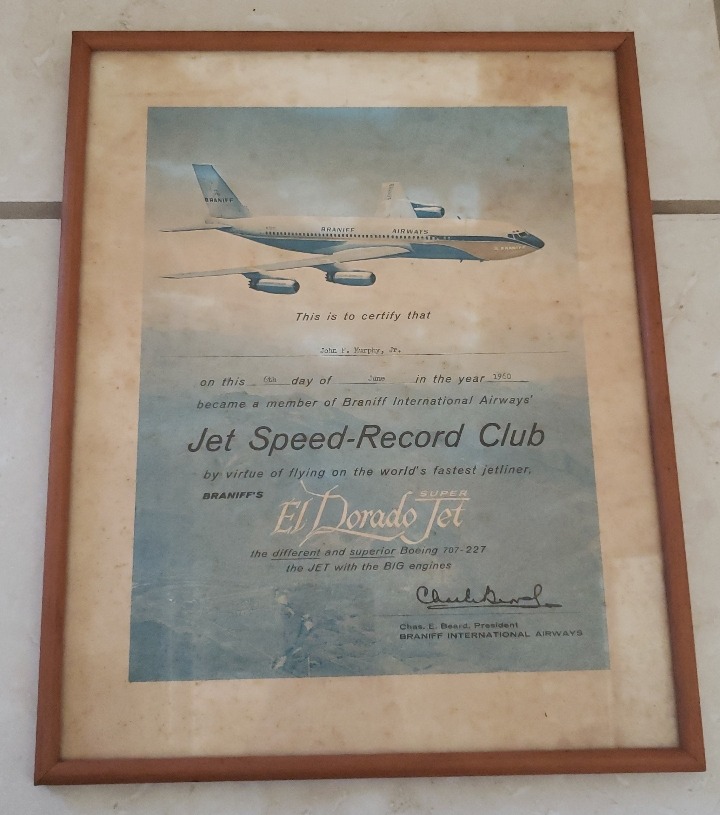 BRANIFF
BRANIFF AIRWAYS
This is to certify that
John P. Murphy, Jr.
on this 6th day of June in the year 1960
became a member of Braniff International Airways'
Jet Speed-Record Club
by virtue of flying on the world's fastest jetliner,
BRANIFF'S
SUPER
El Dorado Jet
the different and superior Boeing 707-227
the JET with the BIG engines
Chas. E. Beard, President
BRANIFF INTERNATIONAL AIRWAYS